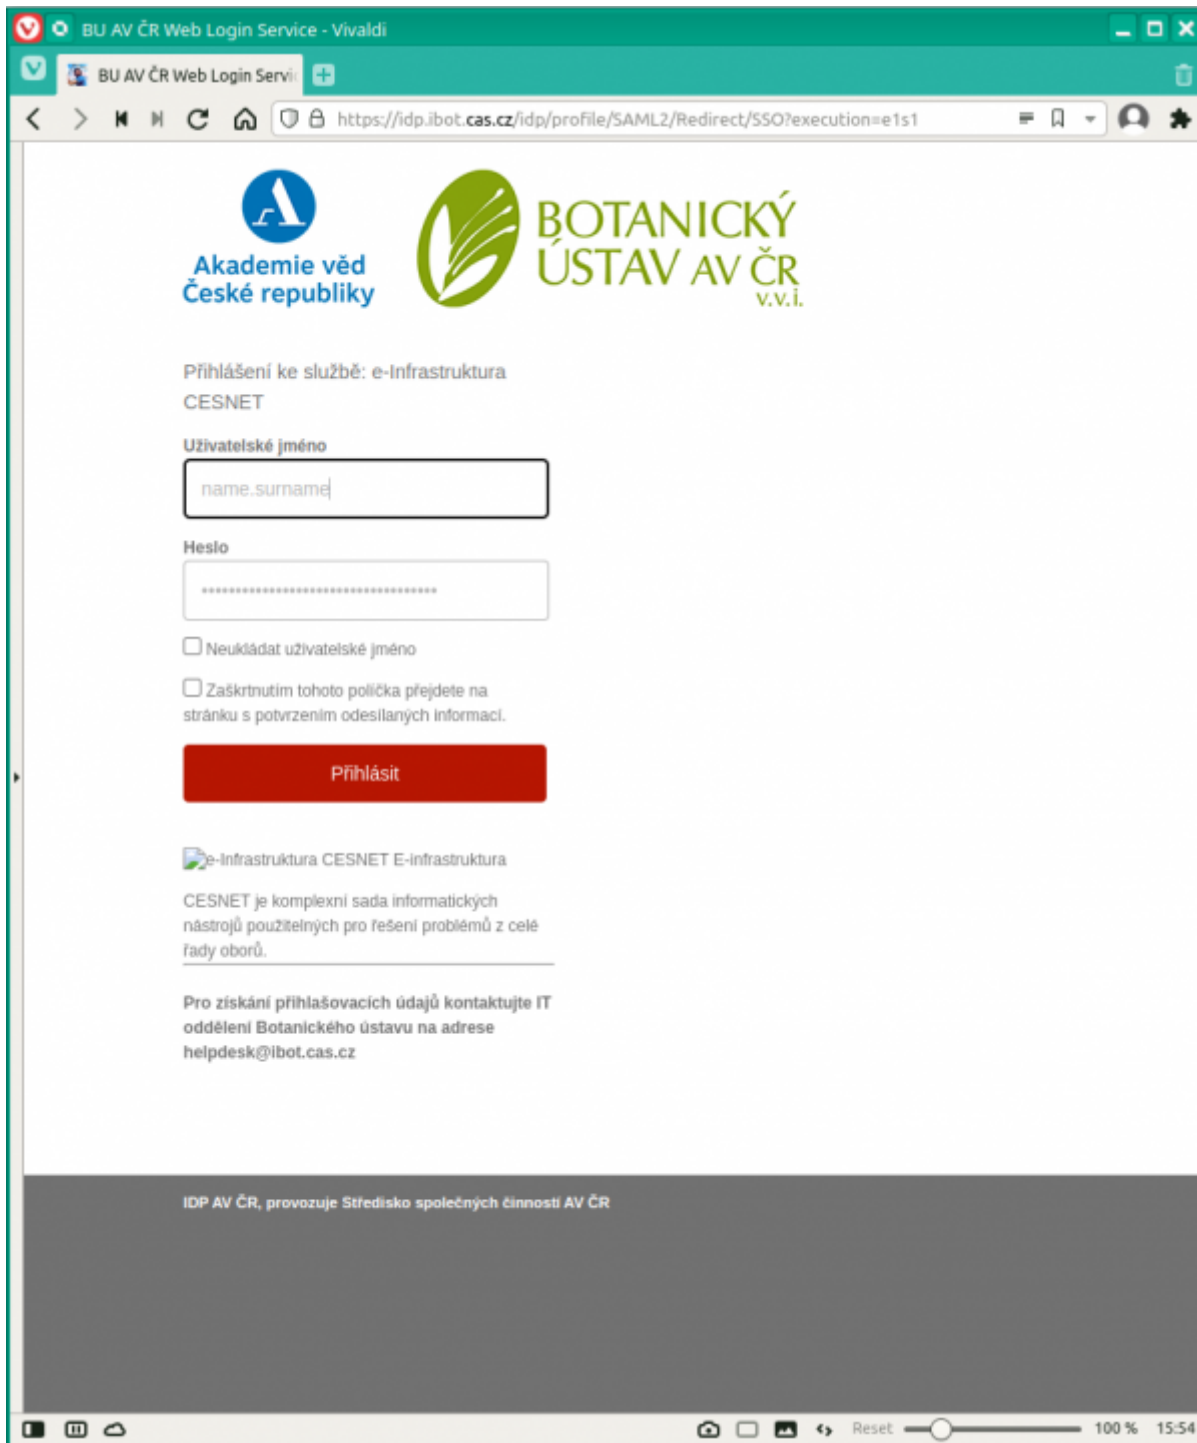 BU AV ČR Web Login Service - Vivaldi
BU AV ČR Web Login Servi
https://idp.ibot.cas.cz/idp/profile/SAML2/Redirect/SSO?execution=e1s1
Akademie věd
České republiky
BOTANICKÝ
ÚSTAV AV ČR
v.v.i.
Přihlášení ke službě: e-Infrastruktura
CESNET
Uživatelské jméno
name.surname
Heslo
Neukládat uživatelské jméno
Zaškrtnutím tohoto políčka přejdete na
stránku s potvrzením odesílaných informací.
Přihlásit
e-Infrastruktura CESNET E-infrastruktura
CESNET je komplexní sada informatických
nástrojů použitelných pro řešení problémů z celé
řady oborů.
Pro získání přihlašovacích údajů kontaktujte IT
oddělení Botanického ústavu na adrese
helpdesk@ibot.cas.cz
IDP AV ČR, provozuje Středisko společných činností AV ČR
Reset 100 % 15:54